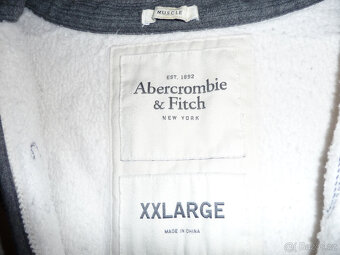 MUSCLE
EST. 1892
Abercrombie
& Fitch
NEW YORK
XXLARGE
MADE IN CHINA